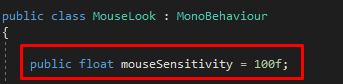 public class MouseLook : MonoBehaviour
{
public float mouseSensitivity = 100f;